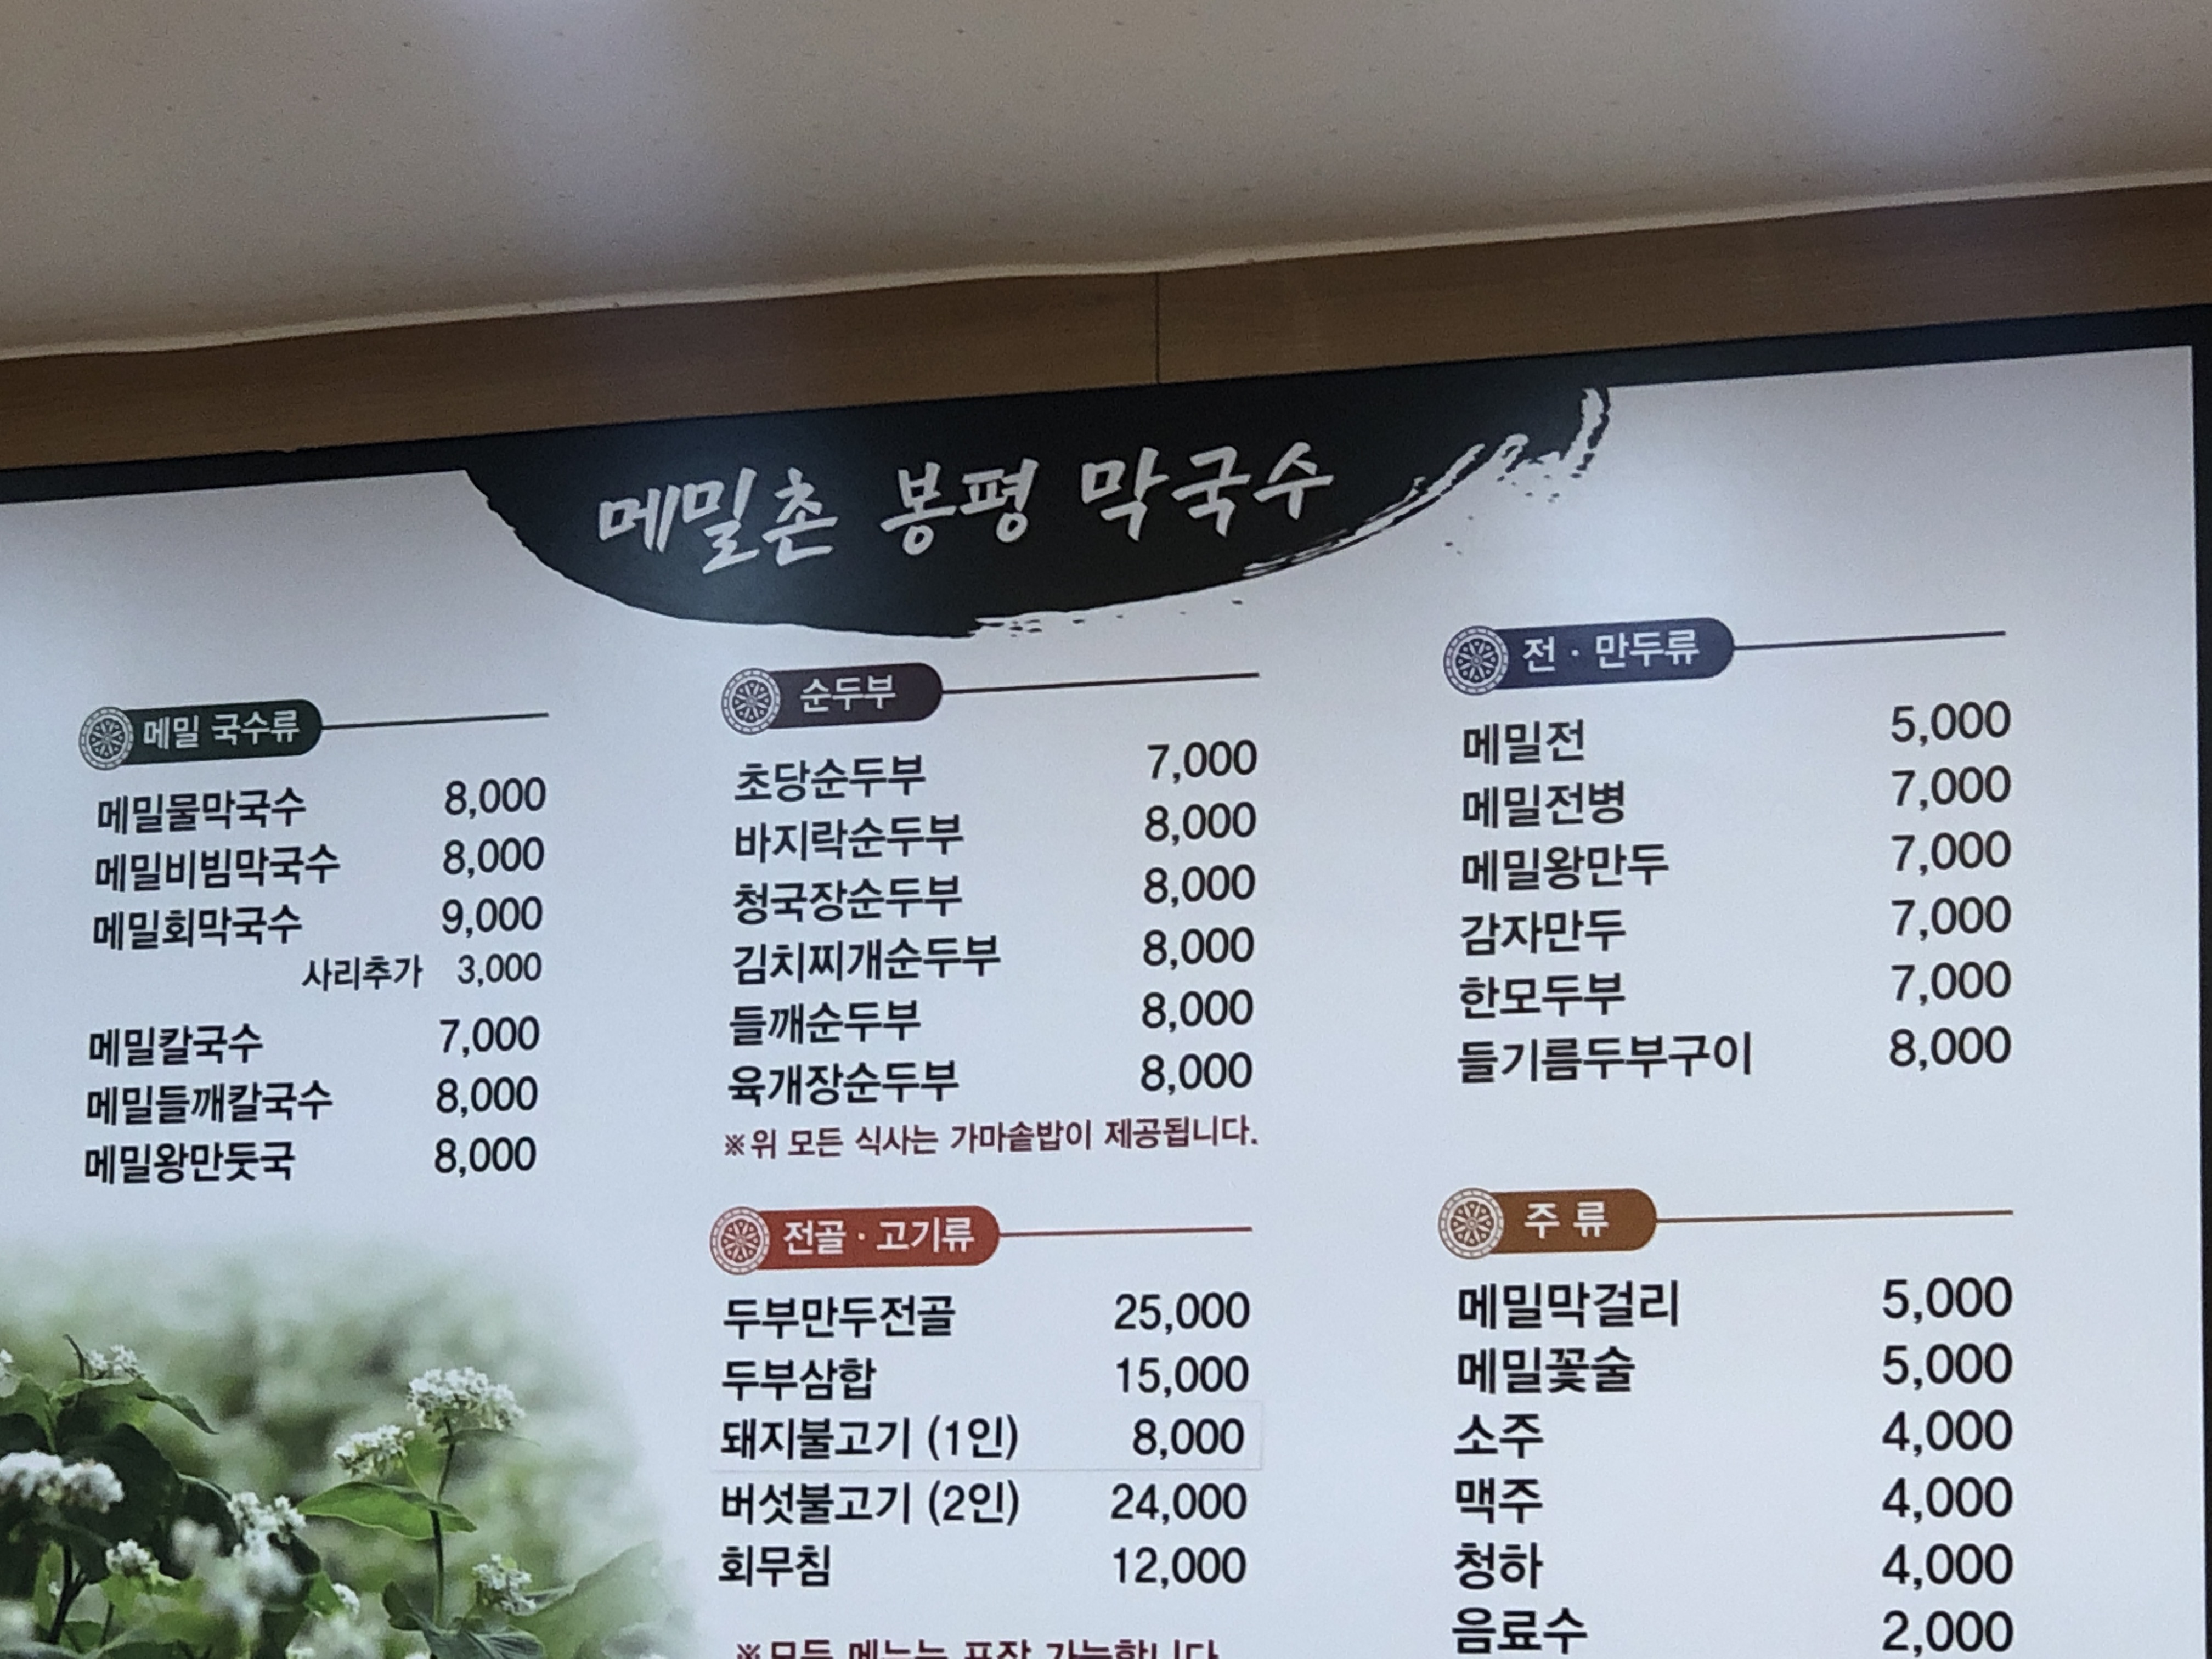 메밀촌 봉평 막국수
메밀 국수류
메밀물막국수 8,000
메밀비빔막국수 8,000
메밀회막국수 9,000
사리추가 3,000
메밀칼국수 7,000
메밀들깨칼국수 8,000
메밀왕만둣국 8,000
순두부
초당순두부 7,000
바지락순두부 8,000
청국장순두부 8,000
김치찌개순두부 8,000
들깨순두부 8,000
육개장순두부 8,000
※위 모든 식사는 가마솥밥이 제공됩니다.
전골 · 고기류
두부만두전골 25,000
두부삼합 15,000
돼지불고기 (1인) 8,000
버섯불고기 (2인) 24,000
회무침 12,000
※모든 메뉴는 포장 가능합니다
전 · 만두류
메밀전 5,000
메밀전병 7,000
메밀왕만두 7,000
감자만두 7,000
한모두부 7,000
들기름두부구이 8,000
주 류
메밀막걸리 5,000
메밀꽃술 5,000
소주 4,000
맥주 4,000
청하 4,000
음료수 2,000